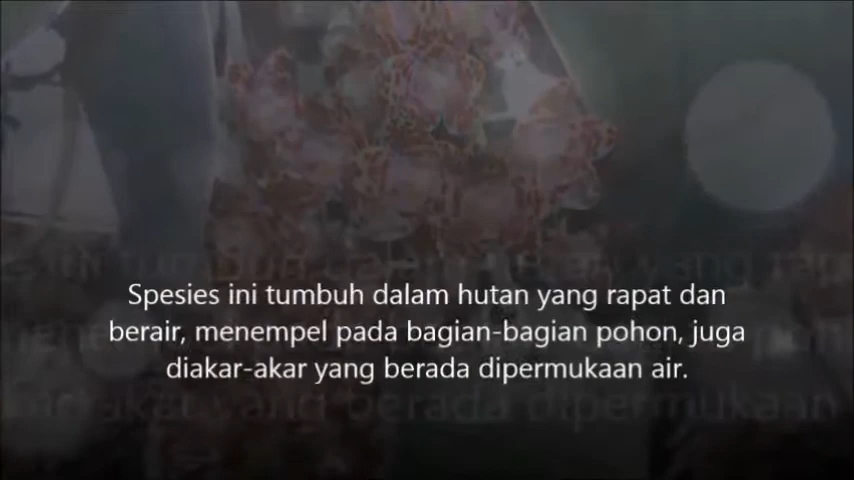 Spesies ini tumbuh dalam hutan yang rapat dan
berair, menempel pada bagian-bagian pohon, juga
diakar-akar yang berada dipermukaan air.